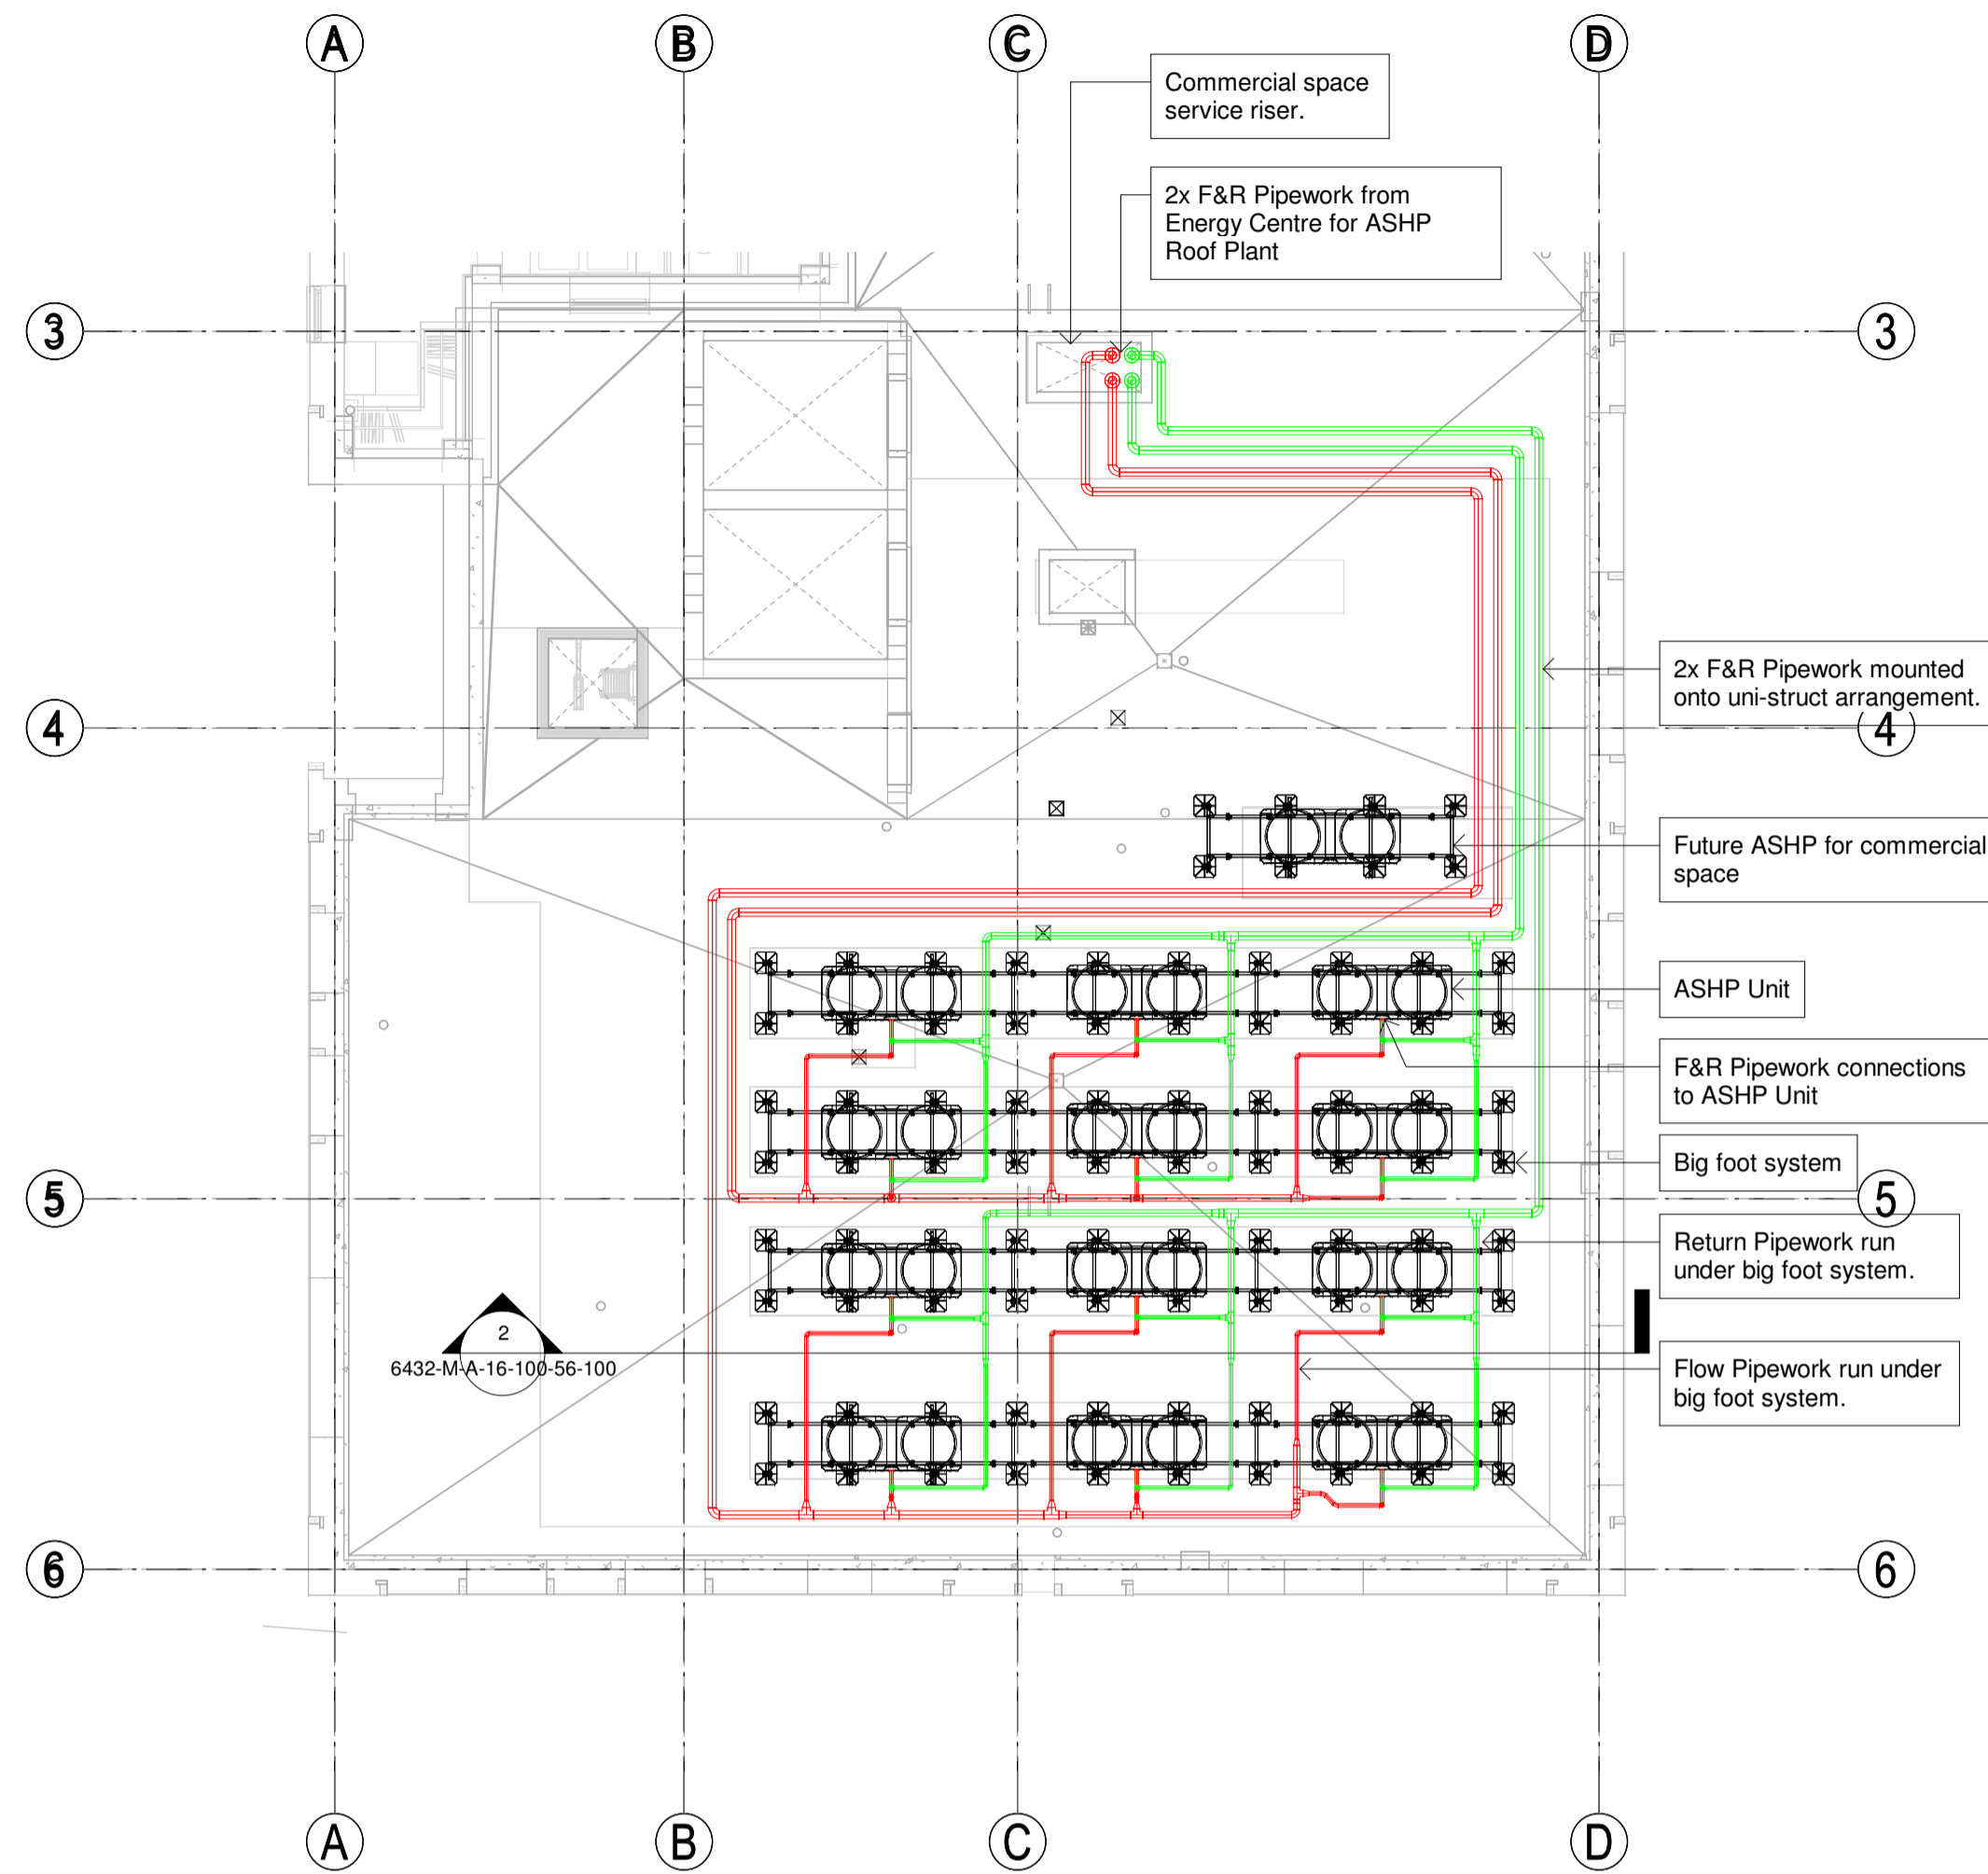 A B C D
Commercial space
service riser.
2x F&R Pipework from
Energy Centre for ASHP
Roof Plant
3 3
2x F&R Pipework mounted
onto uni-struct arrangement.
4 4
Future ASHP for commercial
space
ASHP Unit
F&R Pipework connections
to ASHP Unit
Big foot system
5 5
Return Pipework run
under big foot system.
2
6432-M-A-16-100-56-100
Flow Pipework run under
big foot system.
6 6
A B C D